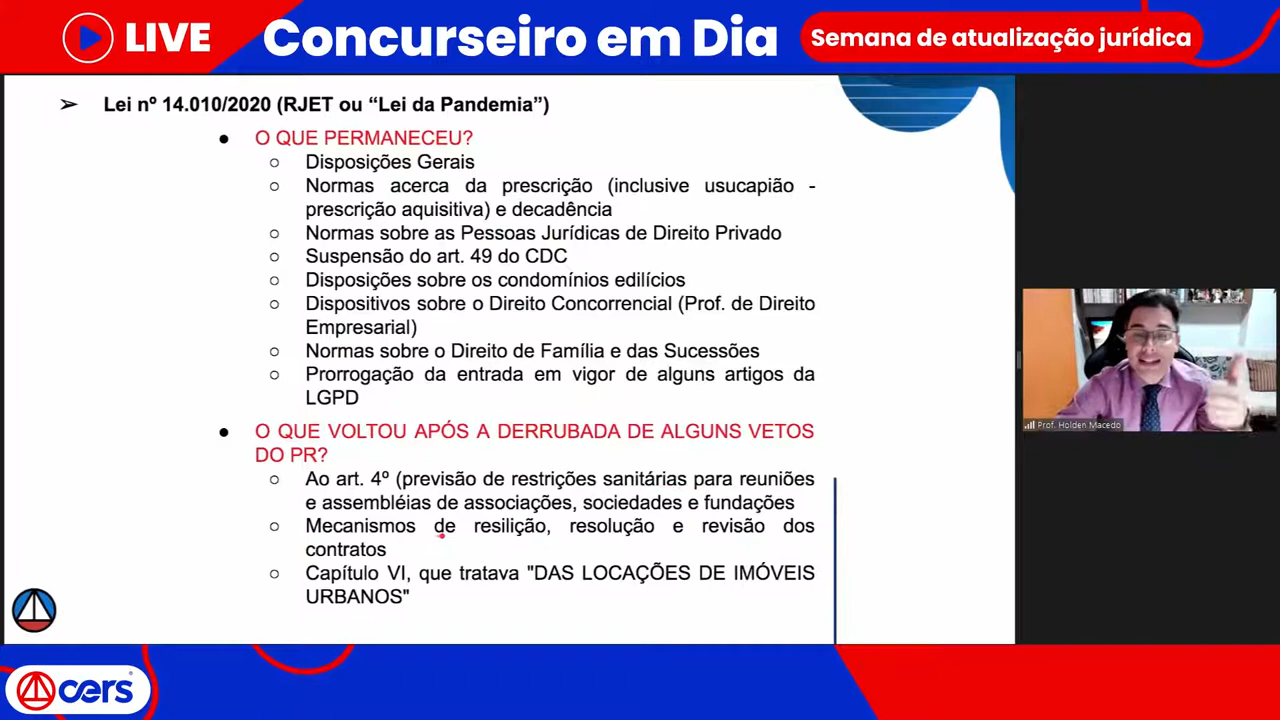 LIVE
Concurseiro em Dia
Semana de atualização jurídica
➢ Lei nº 14.010/2020 (RJET ou “Lei da Pandemia”)
● O QUE PERMANECEU?
○ Disposições Gerais
○ Normas acerca da prescrição (inclusive usucapião -
prescrição aquisitiva) e decadência
○ Normas sobre as Pessoas Jurídicas de Direito Privado
○ Suspensão do art. 49 do CDC
○ Disposições sobre os condomínios edilícios
○ Dispositivos sobre o Direito Concorrencial (Prof. de Direito
Empresarial)
○ Normas sobre o Direito de Família e das Sucessões
○ Prorrogação da entrada em vigor de alguns artigos da
LGPD
● O QUE VOLTOU APÓS A DERRUBADA DE ALGUNS VETOS
DO PR?
○ Ao art. 4º (previsão de restrições sanitárias para reuniões
e assembléias de associações, sociedades e fundações
○ Mecanismos de resilição, resolução e revisão dos
contratos
○ Capítulo VI, que tratava "DAS LOCAÇÕES DE IMÓVEIS
URBANOS"
Prof. Holden Macedo
cers